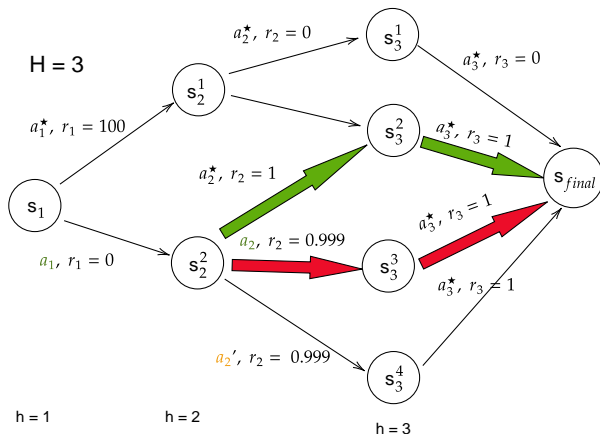 H = 3
a₂★, r₂ = 0
s₃¹
a₃★, r₃ = 0
s₂¹
a₁★, r₁ = 100
s₃²
a₃★, r₃ = 1
a₂★, r₂ = 1
s_final
s₁
a₃★, r₃ = 1
a₂, r₂ = 0.999
a₁, r₁ = 0
s₂²
s₃³
a₃★, r₃ = 1
a₂′, r₂ = 0.999
s₃⁴
h = 1
h = 2
h = 3